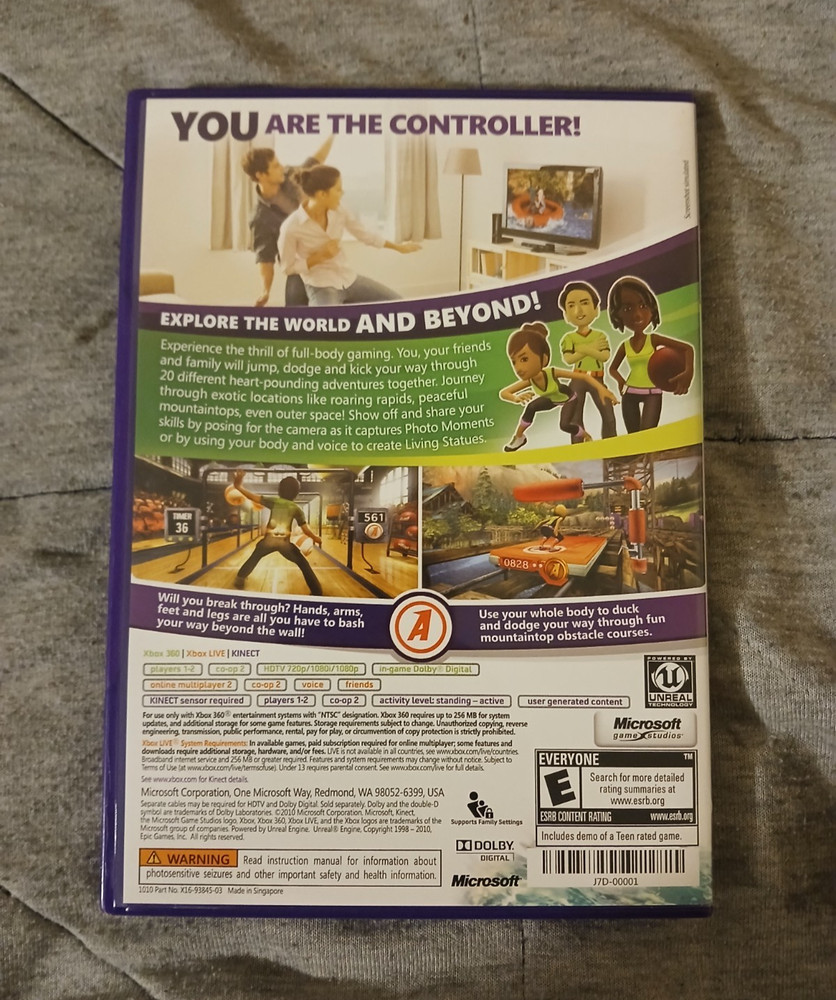 YOU ARE THE CONTROLLER!
Screenshot simulated
EXPLORE THE WORLD AND BEYOND!
Experience the thrill of full-body gaming. You, your friends
and family will jump, dodge and kick your way through
20 different heart-pounding adventures together. Journey
through exotic locations like roaring rapids, peaceful
mountaintops, even outer space! Show off and share your
skills by posing for the camera as it captures Photo Moments
or by using your body and voice to create Living Statues.
TIMER
36
561
0828
A
Will you break through? Hands, arms,
feet and legs are all you have to bash
your way beyond the wall!
A
Use your whole body to duck
and dodge your way through fun
mountaintop obstacle courses.
Xbox 360 | Xbox LIVE | KINECT
players 1-2 co-op 2 HDTV 720p/1080i/1080p in-game Dolby® Digital
online multiplayer 2 co-op 2 voice friends
KINECT sensor required players 1-2 co-op 2 activity level: standing – active user generated content
For use only with Xbox 360® entertainment systems with "NTSC" designation. Xbox 360 requires up to 256 MB for system
updates, and additional storage for some game features. Storage requirements subject to change. Unauthorized copying, reverse
engineering, transmission, public performance, rental, pay for play, or circumvention of copy protection is strictly prohibited.
Xbox LIVE® System Requirements: In available games, paid subscription required for online multiplayer; some features and
downloads require additional storage, hardware, and/or fees. LIVE is not available in all countries, see www.xbox.com/live/countries.
Broadband internet service and 256 MB or greater required. Features and system requirements may change without notice. Subject to
Terms of Use (at www.xbox.com/live/termsofuse). Under 13 requires parental consent. See www.xbox.com/live for full details.
See www.xbox.com for Kinect details.
Microsoft Corporation, One Microsoft Way, Redmond, WA 98052-6399, USA
Separate cables may be required for HDTV and Dolby Digital. Sold separately. Dolby and the double-D
symbol are trademarks of Dolby Laboratories. ©2010 Microsoft Corporation. Microsoft, Kinect,
the Microsoft Game Studios logo, Xbox, Xbox 360, Xbox LIVE, and the Xbox logos are trademarks of the
Microsoft group of companies. Powered by Unreal Engine. Unreal® Engine, Copyright 1998 – 2010,
Epic Games, Inc. All rights reserved.
WARNING Read instruction manual for information about
photosensitive seizures and other important safety and health information.
1010 Part No. X16-93845-03 Made in Singapore
Supports Family Settings
DOLBY
DIGITAL
Microsoft®
POWERED BY
UNREAL
TECHNOLOGY
Microsoft
game studios®
EVERYONE ™
E
Search for more detailed
rating summaries at
www.esrb.org
ESRB CONTENT RATING www.esrb.org
Includes demo of a Teen rated game.
J7D-00001